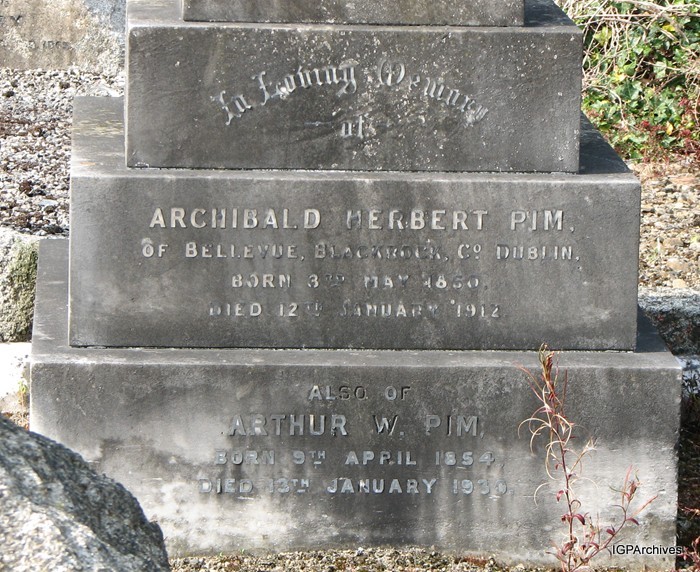 In Loving Memory
of
ARCHIBALD HERBERT PIM,
OF BELLEVUE, BLACKROCK, Co DUBLIN,
BORN 3RD MAY 1850.
DIED 12TH JANUARY 1912
ALSO OF
ARTHUR W. PIM,
BORN 9TH APRIL 1854,
DIED 13TH JANUARY 1930.
IGPArchives